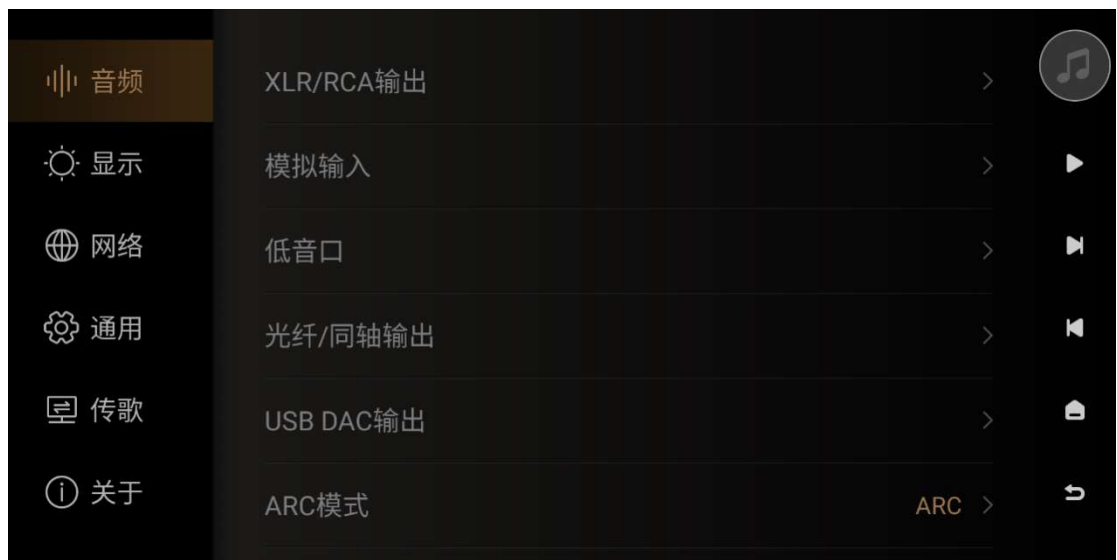 音频
显示
网络
通用
传歌
关于
XLR/RCA输出
模拟输入
低音口
光纤/同轴输出
USB DAC输出
ARC模式 ARC